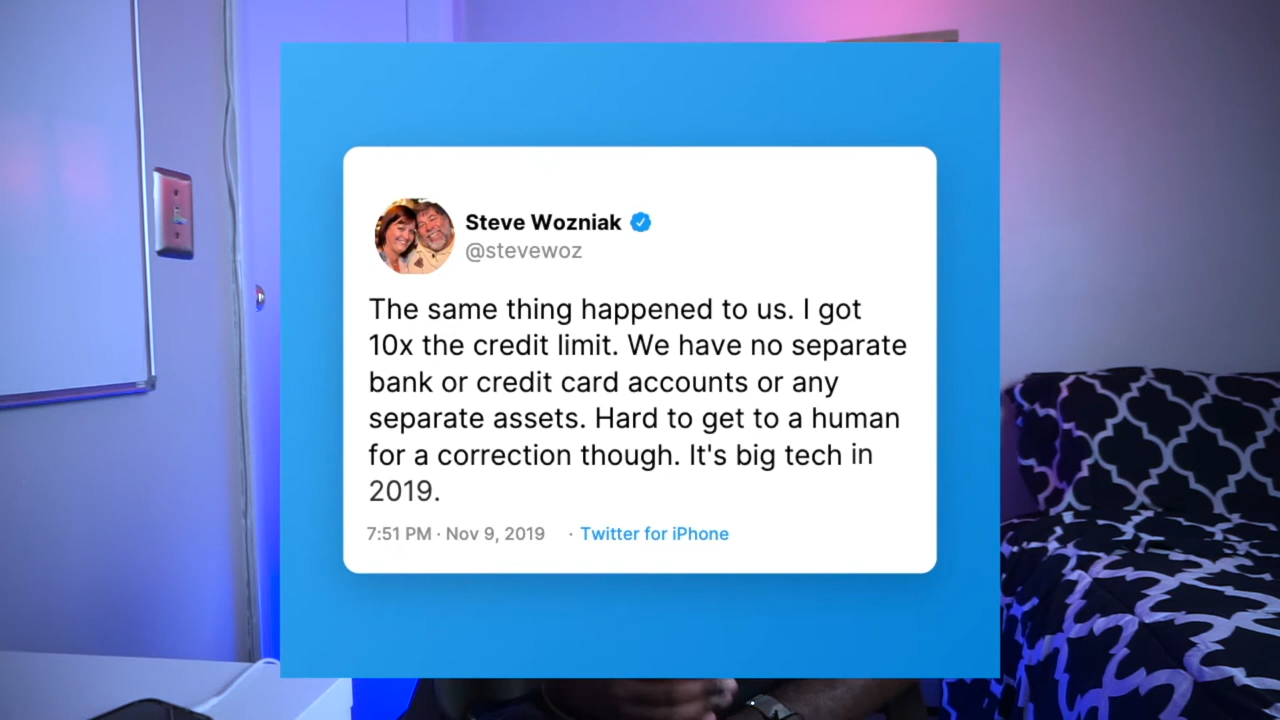 Steve Wozniak
@stevewoz
The same thing happened to us. I got
10x the credit limit. We have no separate
bank or credit card accounts or any
separate assets. Hard to get to a human
for a correction though. It's big tech in
2019.
7:51 PM · Nov 9, 2019 · Twitter for iPhone